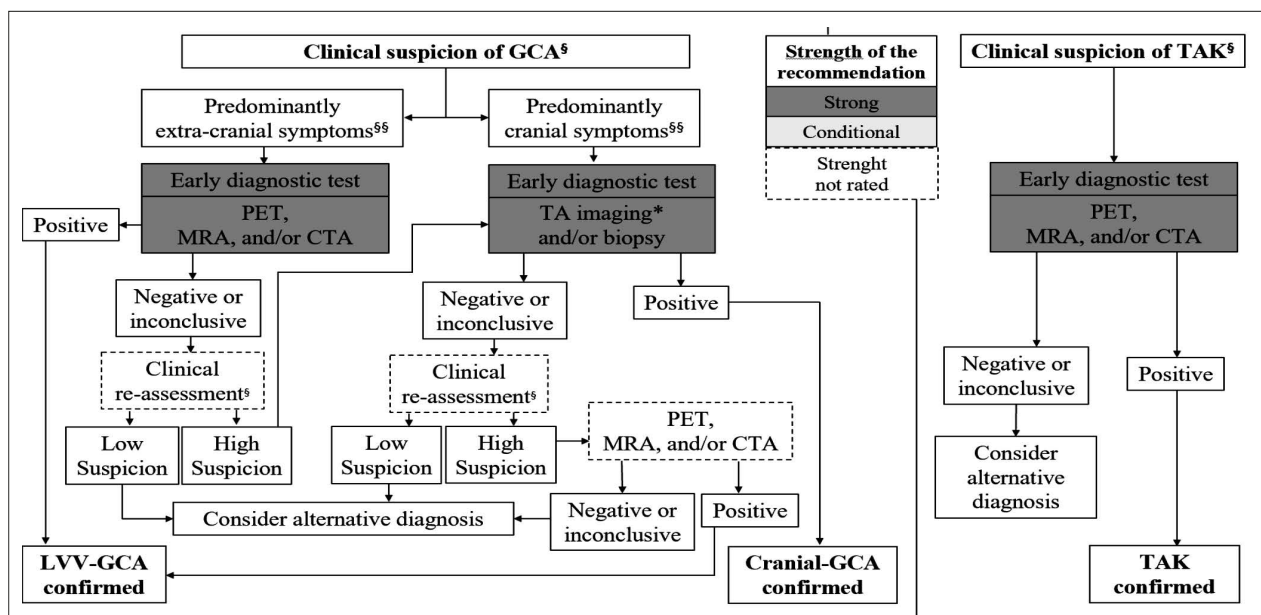 Clinical suspicion of GCA§
Predominantly
extra-cranial symptoms§§
Predominantly
cranial symptoms§§
Early diagnostic test
PET,
MRA, and/or CTA
Early diagnostic test
TA imaging*
and/or biopsy
Positive
Negative or
inconclusive
Negative or
inconclusive
Positive
Clinical
re-assessment§
Clinical
re-assessment§
Low
Suspicion
High
Suspicion
Low
Suspicion
High
Suspicion
PET,
MRA, and/or CTA
Consider alternative diagnosis
Negative or
inconclusive
Positive
LVV-GCA
confirmed
Cranial-GCA
confirmed
Strength of the
recommendation
Strong
Conditional
Strenght
not rated
Clinical suspicion of TAK§
Early diagnostic test
PET,
MRA, and/or CTA
Negative or
inconclusive
Positive
Consider
alternative
diagnosis
TAK
confirmed